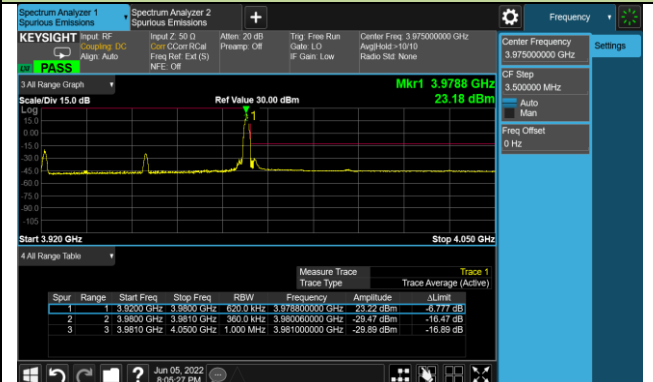 Spectrum Analyzer 1
Spurious Emissions
Spectrum Analyzer 2
Spurious Emissions
+
Frequency
KEYSIGHT
Input: RF
Coupling: DC
Align: Auto
Input Z: 50 Ω
Corr CCorr RCal
Freq Ref: Ext (S)
NFE: Off
Atten: 20 dB
Preamp: Off
Trig: Free Run
Gate: LO
IF Gain: Low
Center Freq: 3.975000000 GHz
Avg|Hold:>10/10
Radio Std: None
PASS
Center Frequency
3.975000000 GHz
Settings
CF Step
3.500000 MHz
Auto
Man
Freq Offset
0 Hz
3 All Range Graph
Mkr1 3.9788 GHz
Scale/Div 15.0 dB
Ref Value 30.00 dBm
23.18 dBm
Log
1
15.0
0.00
-15.0
-30.0
-45.0
-60.0
-75.0
-90.0
-105
Start 3.920 GHz
Stop 4.050 GHz
4 All Range Table
Measure Trace Trace 1
Trace Type Trace Average (Active)
Spur Range Start Freq Stop Freq RBW Frequency Amplitude ΔLimit
1 1 3.9200 GHz 3.9800 GHz 620.0 kHz 3.978800000 GHz 23.22 dBm -6.777 dB
2 2 3.9800 GHz 3.9810 GHz 360.0 kHz 3.980060000 GHz -29.47 dBm -16.47 dB
3 3 3.9810 GHz 4.0500 GHz 1.000 MHz 3.981000000 GHz -29.89 dBm -16.89 dB
?
Jun 05, 2022
8:05:27 PM